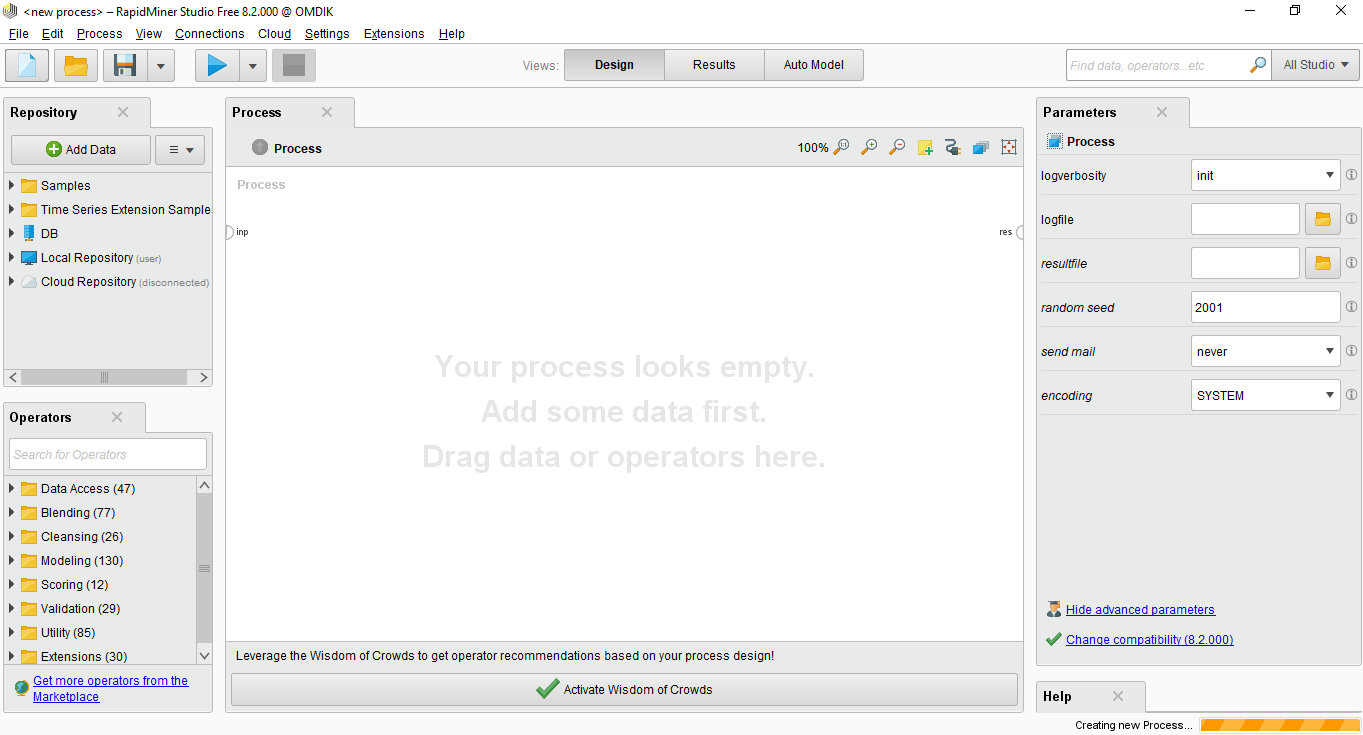 <new process> – RapidMiner Studio Free 8.2.000 @ OMDIK
File Edit Process View Connections Cloud Settings Extensions Help
Views: Design Results Auto Model
Find data, operators...etc
All Studio
Repository
Add Data
Samples
Time Series Extension Sample
DB
Local Repository (user)
Cloud Repository (disconnected)
Operators
Search for Operators
Data Access (47)
Blending (77)
Cleansing (26)
Modeling (130)
Scoring (12)
Validation (29)
Utility (85)
Extensions (30)
Get more operators from the
Marketplace
Process
Process
100%
Process
inp
res
Your process looks empty.
Add some data first.
Drag data or operators here.
Leverage the Wisdom of Crowds to get operator recommendations based on your process design!
Activate Wisdom of Crowds
Parameters
Process
logverbosity init
logfile
resultfile
random seed 2001
send mail never
encoding SYSTEM
Hide advanced parameters
Change compatibility (8.2.000)
Help
Creating new Process...